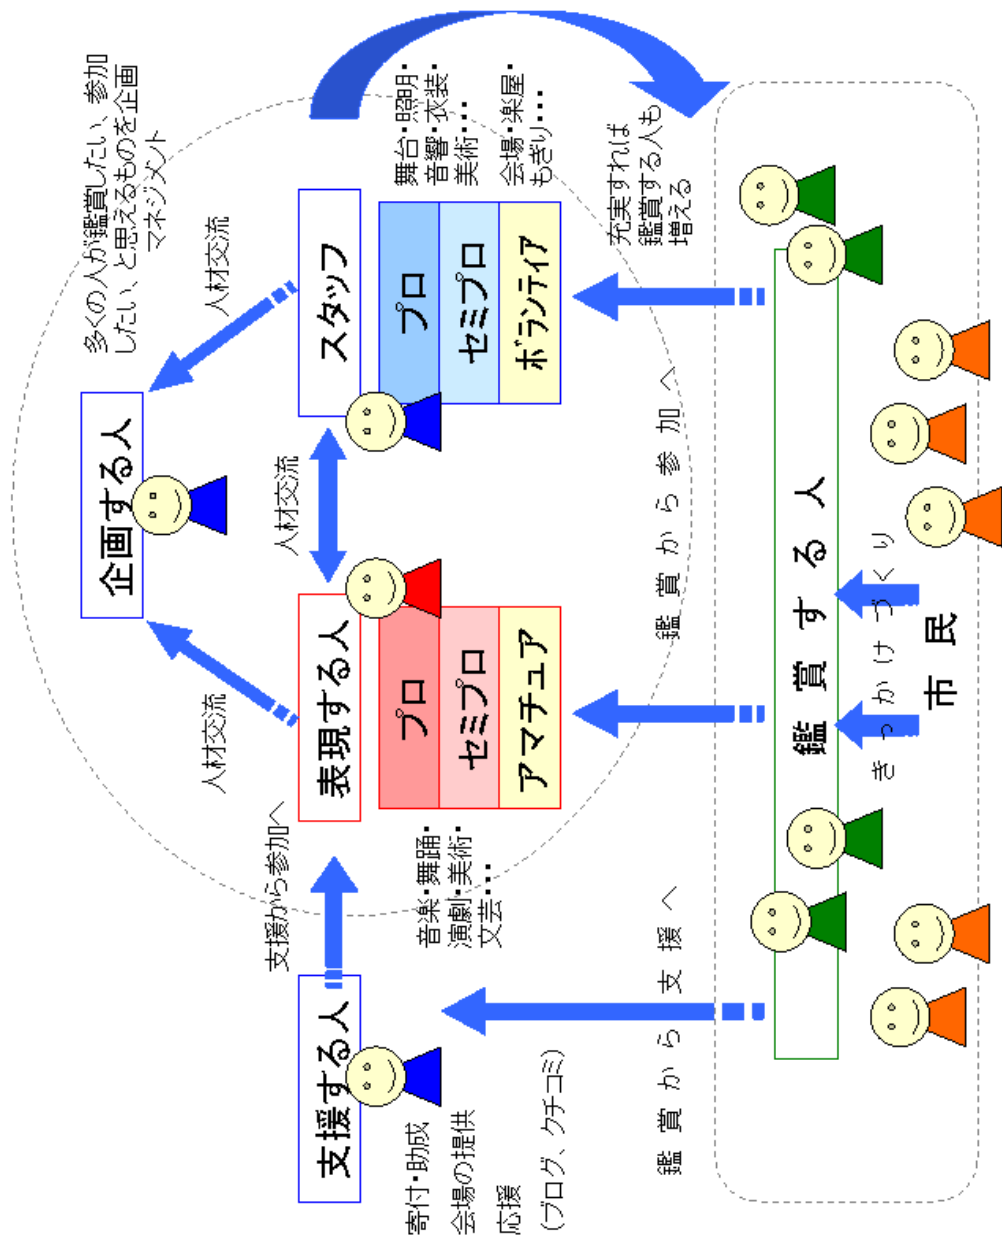 多くの人が鑑賞したい、参加
したい、と思えるものを企画
マネジメント
企画する人
人材交流
人材交流
支援から参加へ
支援する人
表現する人
人材交流
スタッフ
寄付・助成
会場の提供
応援
(ブログ、クチコミ)
音楽・舞踊・
演劇・美術・
文芸・・・
プロ
セミプロ
アマチュア
プロ
セミプロ
ボランティア
舞台・照明・
音響・衣装・
美術・・・
会場・楽屋・
もぎり・・・
鑑賞から支援へ
鑑賞から参加へ
充実すれば
鑑賞する人も
増える
鑑賞する人
きっかけづくり
市民